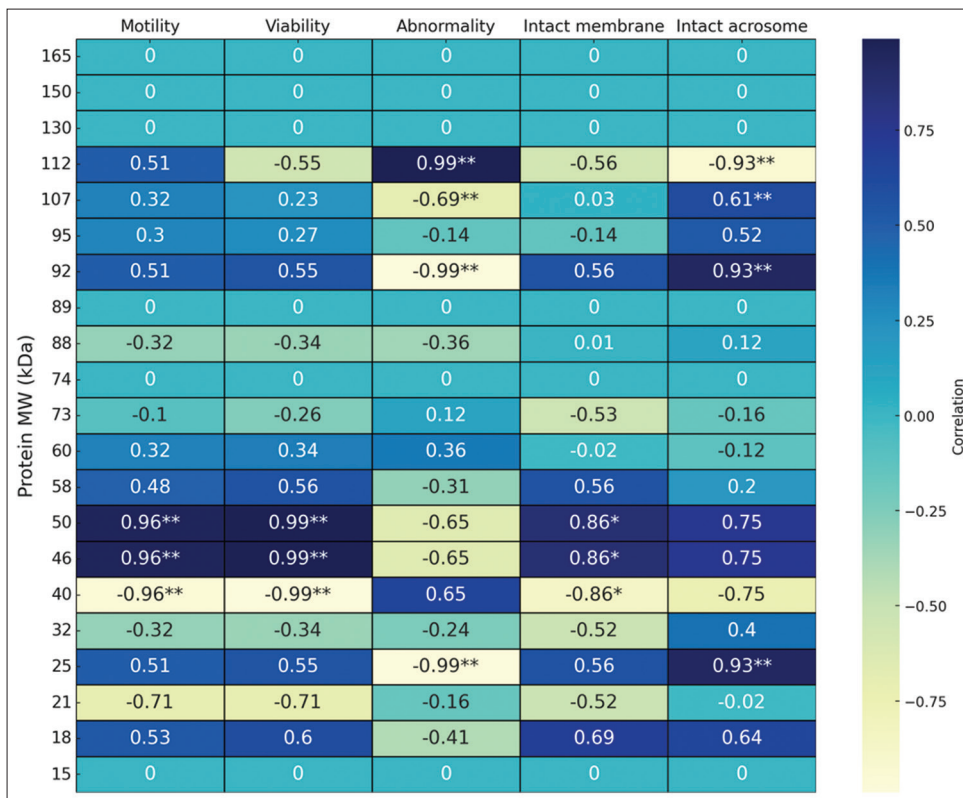 Motility Viability Abnormality Intact membrane Intact acrosome
165 0 0 0 0 0
150 0 0 0 0 0
130 0 0 0 0 0
112 0.51 -0.55 0.99** -0.56 -0.93**
107 0.32 0.23 -0.69** 0.03 0.61**
95 0.3 0.27 -0.14 -0.14 0.52
92 0.51 0.55 -0.99** 0.56 0.93**
89 0 0 0 0 0
88 -0.32 -0.34 -0.36 0.01 0.12
74 0 0 0 0 0
73 -0.1 -0.26 0.12 -0.53 -0.16
60 0.32 0.34 0.36 -0.02 -0.12
58 0.48 0.56 -0.31 0.56 0.2
50 0.96** 0.99** -0.65 0.86* 0.75
46 0.96** 0.99** -0.65 0.86* 0.75
40 -0.96** -0.99** 0.65 -0.86* -0.75
32 -0.32 -0.34 -0.24 -0.52 0.4
25 0.51 0.55 -0.99** 0.56 0.93**
21 -0.71 -0.71 -0.16 -0.52 -0.02
18 0.53 0.6 -0.41 0.69 0.64
15 0 0 0 0 0
Protein MW (kDa)
0.75
0.50
0.25
0.00
−0.25
−0.50
−0.75
Correlation